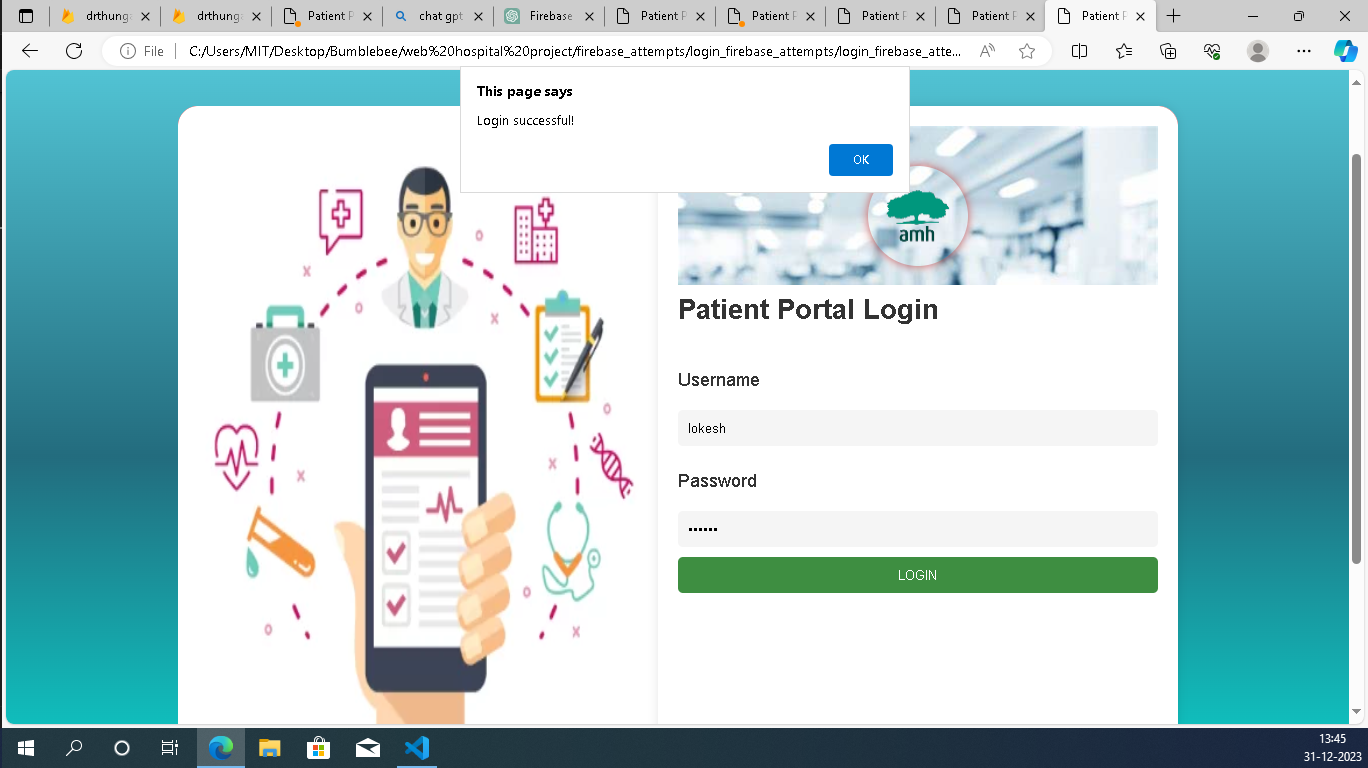 drthunga
drthunga
Patient P
chat gpt
Firebase
Patient P
Patient P
Patient P
Patient P
Patient P
File
C:/Users/MIT/Desktop/Bumblebee/web%20hospital%20project/firebase_attempts/login_firebase_attempts/login_firebase_atte...
This page says
Login successful!
OK
amh
Patient Portal Login
Username
lokesh
Password
••••••
LOGIN
13:45
31-12-2023